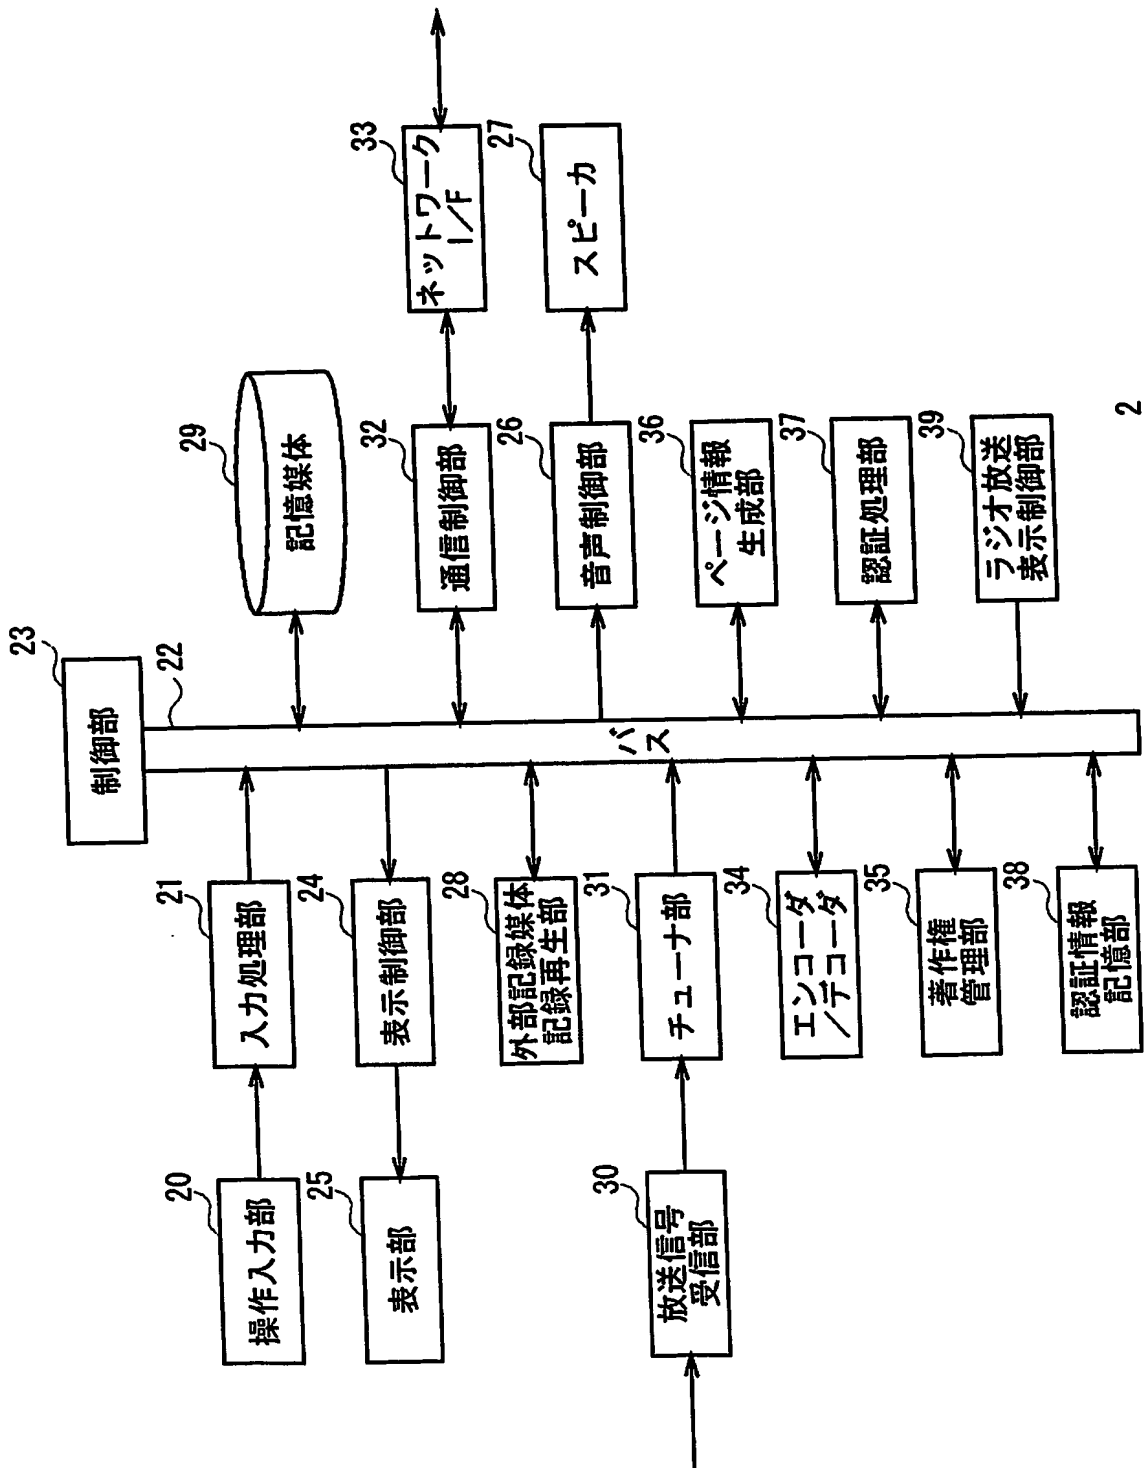 23
制御部
22
バス
20
操作入力部
21
入力処理部
25
表示部
24
表示制御部
28
外部記録媒体
記録再生部
30
放送信号
受信部
31
チューナ部
34
エンコーダ
/デコーダ
35
著作権
管理部
38
認証情報
記憶部
29
記憶媒体
32
通信制御部
33
ネットワーク
I/F
26
音声制御部
27
スピーカ
36
ページ情報
生成部
37
認証処理部
39
ラジオ放送
表示制御部
2